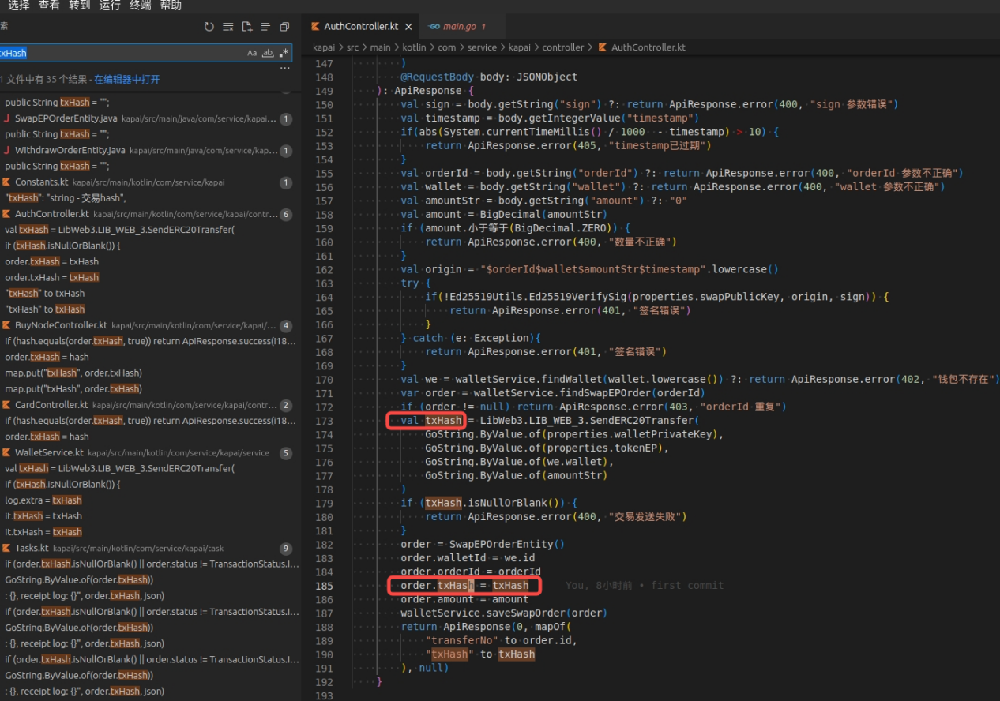 选择 查看 转到 运行 终端 帮助
索
txHash
Aa ab .*
1 文件中有 35 个结果 - 在编辑器中打开
public String txHash = "";
SwapEPOrderEntity.java kapai/src/main/java/com/service/kapai... 1
public String txHash = "";
WIthdrawOrderEntity.java kapai/src/main/java/com/service/kap... 1
public String txHash = "";
Constants.kt kapai/src/main/kotlin/com/service/kapai 1
"txHash": "string - 交易hash",
AuthController.kt kapai/src/main/kotlin/com/service/kapai/contr... 6
val txHash = LibWeb3.LIB_WEB_3.SendERC20Transfer(
if (txHash.isNullOrBlank()) {
order.txHash = txHash
order.txHash = txHash
"txHash" to txHash
"txHash" to txHash
BuyNodeController.kt kapai/src/main/kotlin/com/service/kapai/... 4
if (hash.equals(order.txHash, true)) return ApiResponse.success(i18...
order.txHash = hash
map.put("txHash", order.txHash)
map.put("txHash", order.txHash)
CardController.kt kapai/src/main/kotlin/com/service/kapai/contr... 2
if (hash.equals(order.txHash, true)) return ApiResponse.success(i18...
order.txHash = hash
WalletService.kt kapai/src/main/kotlin/com/service/kapai/service 5
val txHash = LibWeb3.LIB_WEB_3.SendERC20Transfer(
if (txHash.isNullOrBlank()) {
log.extra = txHash
it.txHash = txHash
it.txHash = txHash
Tasks.kt kapai/src/main/kotlin/com/service/kapai/task 9
if (order.txHash.isNullOrBlank() || order.status != TransactionStatus.I...
GoString.ByValue.of(order.txHash))
: {}, receipt log: {}", order.txHash, json)
if (order.txHash.isNullOrBlank() || order.status != TransactionStatus.I...
GoString.ByValue.of(order.txHash))
: {}, receipt log: {}", order.txHash, json)
if (order.txHash.isNullOrBlank() || order.status != TransactionStatus.I...
GoString.ByValue.of(order.txHash))
: {}, receipt log: {}", order.txHash, json)
AuthController.kt × GO main.go 1
kapai > src > main > kotlin > com > service > kapai > controller > AuthController.kt
147 )
148 @RequestBody body: JSONObject
149 ): ApiResponse {
150 val sign = body.getString("sign") ?: return ApiResponse.error(400, "sign 参数错误")
151 val timestamp = body.getIntegerValue("timestamp")
152 if(abs(System.currentTimeMillis() / 1000 - timestamp) > 10) {
153 return ApiResponse.error(405, "timestamp已过期")
154 }
155 val orderId = body.getString("orderId") ?: return ApiResponse.error(400, "orderId 参数不正确")
156 val wallet = body.getString("wallet") ?: return ApiResponse.error(400, "wallet 参数不正确")
157 val amountStr = body.getString("amount") ?: "0"
158 val amount = BigDecimal(amountStr)
159 if (amount.小于等于(BigDecimal.ZERO)) {
160 return ApiResponse.error(400, "数量不正确")
161 }
162 val origin = "$orderId$wallet$amountStr$timestamp".lowercase()
163 try {
164 if(!Ed25519Utils.Ed25519VerifySig(properties.swapPublicKey, origin, sign)) {
165 return ApiResponse.error(401, "签名错误")
166 }
167 } catch (e: Exception){
168 return ApiResponse.error(401, "签名错误")
169 }
170 val we = walletService.findWallet(wallet.lowercase()) ?: return ApiResponse.error(402, "钱包不存在")
171 var order = walletService.findSwapEPOrder(orderId)
172 if (order != null) return ApiResponse.error(403, "orderId 重复")
173 val txHash = LibWeb3.LIB_WEB_3.SendERC20Transfer(
174 GoString.ByValue.of(properties.walletPrivateKey),
175 GoString.ByValue.of(properties.tokenEP),
176 GoString.ByValue.of(we.wallet),
177 GoString.ByValue.of(amountStr)
178 )
179 if (txHash.isNullOrBlank()) {
180 return ApiResponse.error(400, "交易发送失败")
181 }
182 order = SwapEPOrderEntity()
183 order.walletId = we.id
184 order.orderId = orderId
185 order.txHash = txHash You, 8小时前 • first commit
186 order.amount = amount
187 walletService.saveSwapOrder(order)
188 return ApiResponse(0, mapOf(
189 "transferNo" to order.id,
190 "txHash" to txHash
191 ), null)
192 }
193